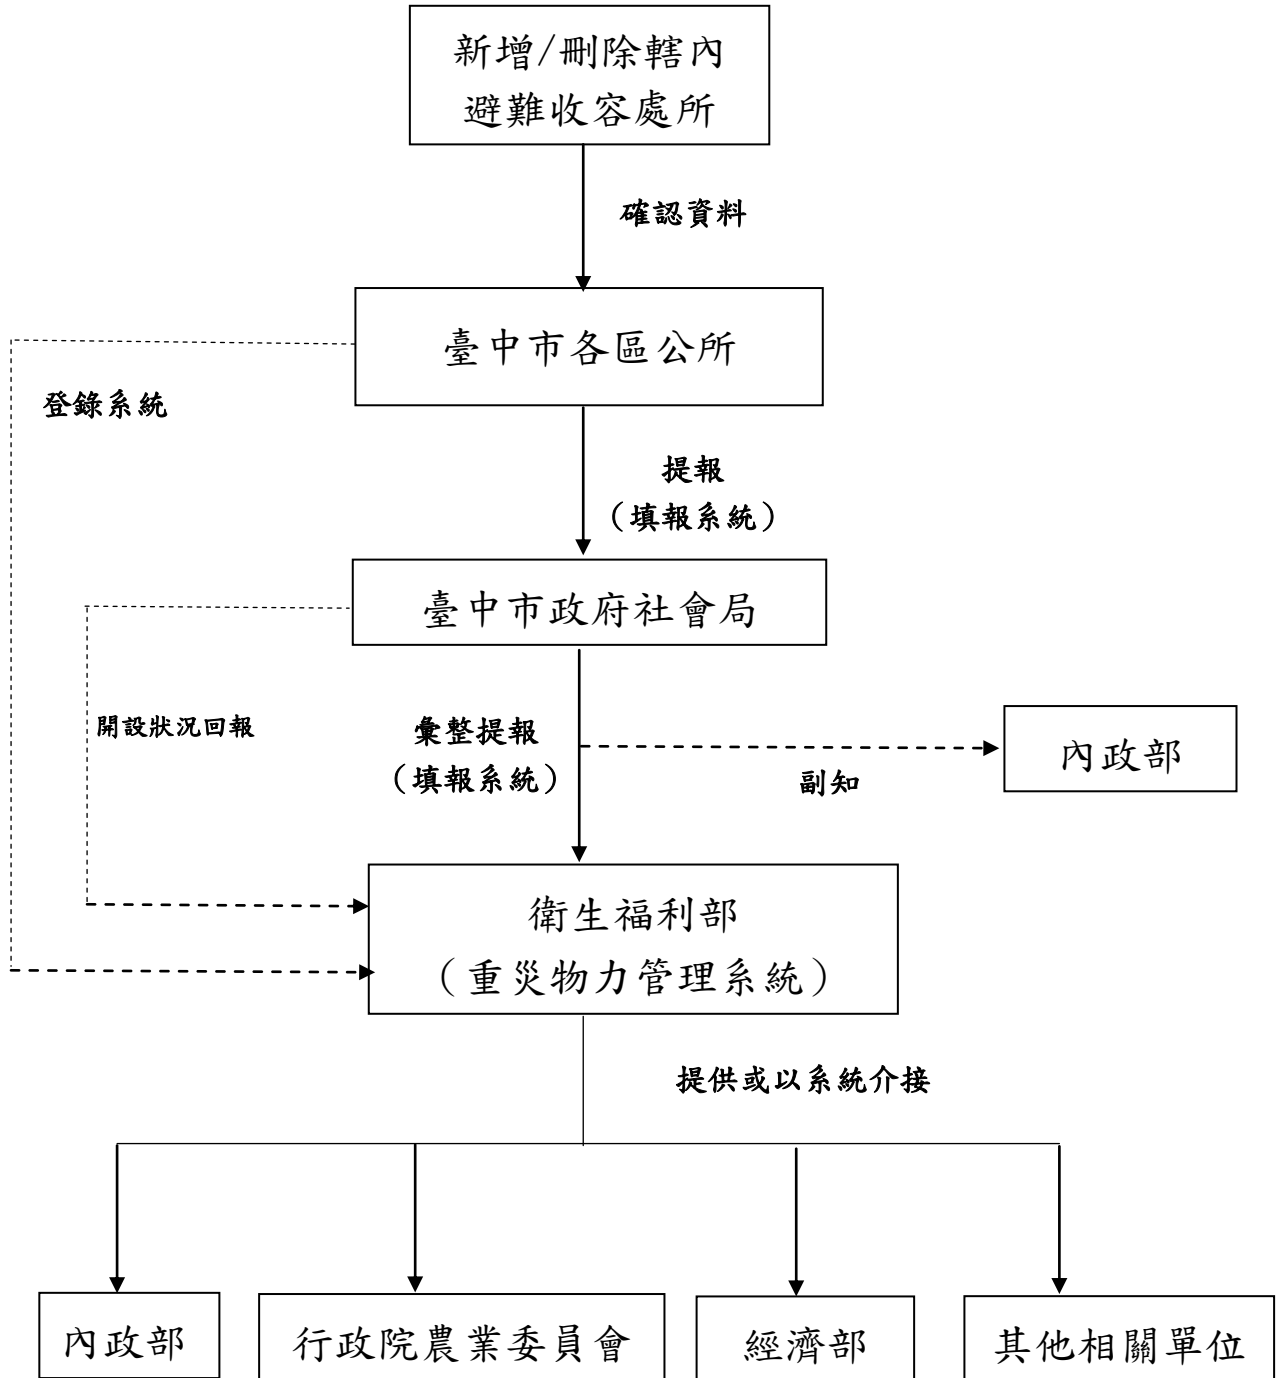 新增/刪除轄內
避難收容處所
確認資料
臺中市各區公所
登錄系統
提報
（填報系統）
臺中市政府社會局
開設狀況回報
彙整提報
（填報系統）
副知
內政部
衛生福利部
（重災物力管理系統）
提供或以系統介接
內政部
行政院農業委員會
經濟部
其他相關單位